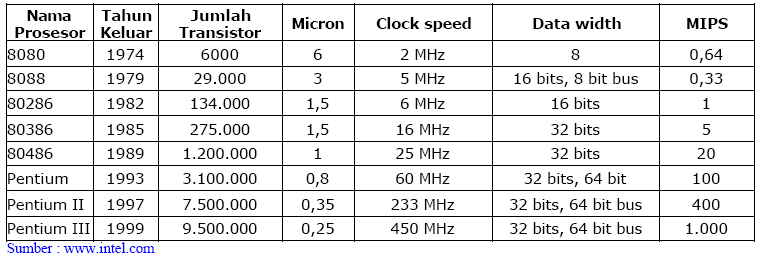 Nama Prosesor Tahun Keluar Jumlah Transistor Micron Clock speed Data width MIPS
8080 1974 6000 6 2 MHz 8 0,64
8088 1979 29.000 3 5 MHz 16 bits, 8 bit bus 0,33
80286 1982 134.000 1,5 6 MHz 16 bits 1
80386 1985 275.000 1,5 16 MHz 32 bits 5
80486 1989 1.200.000 1 25 MHz 32 bits 20
Pentium 1993 3.100.000 0,8 60 MHz 32 bits, 64 bit 100
Pentium II 1997 7.500.000 0,35 233 MHz 32 bits, 64 bit bus 400
Pentium III 1999 9.500.000 0,25 450 MHz 32 bits, 64 bit bus 1.000
Sumber : www.intel.com